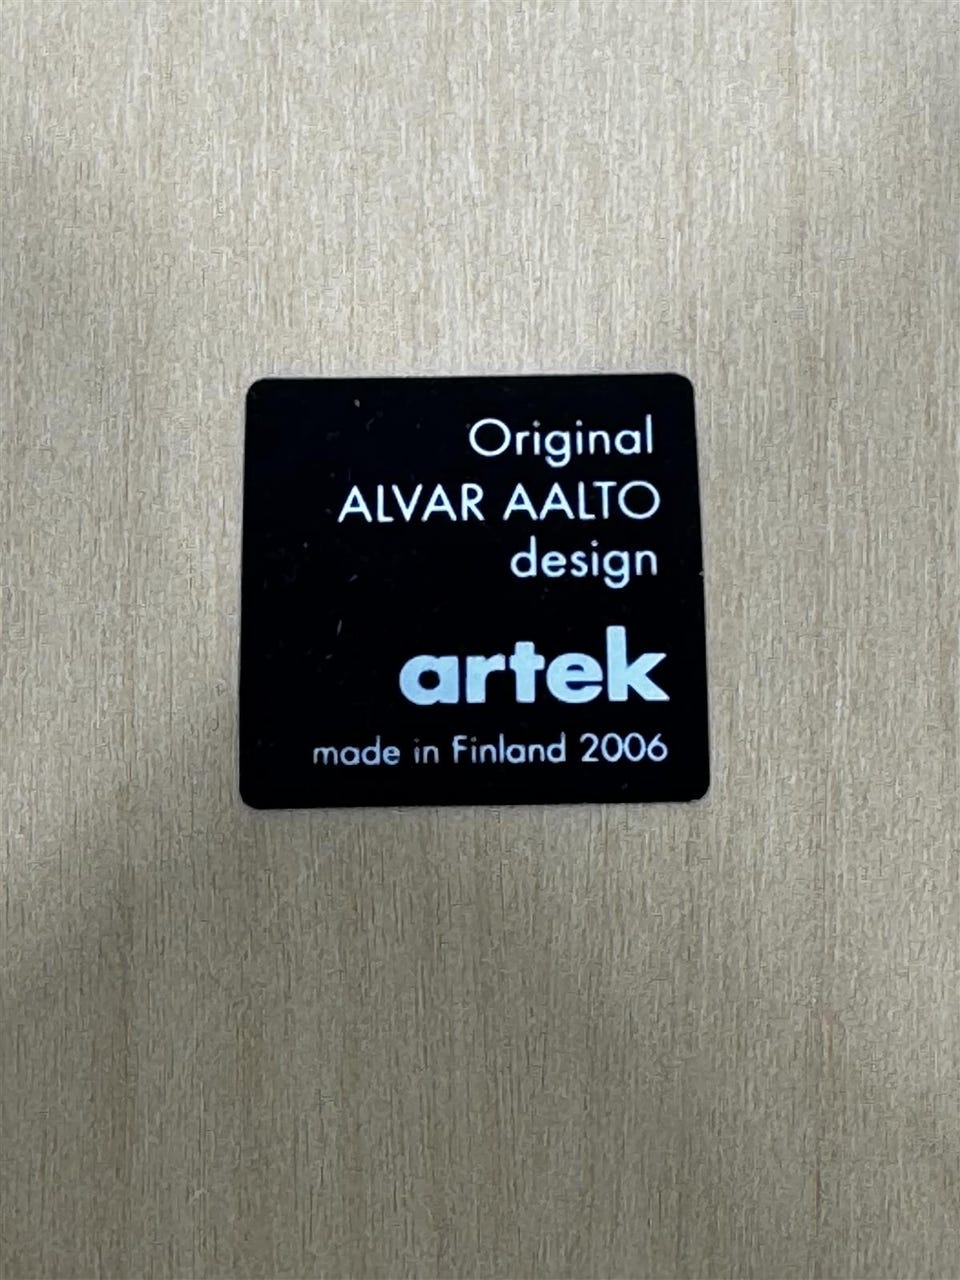 Original
ALVAR AALTO
design
artek
made in Finland 2006